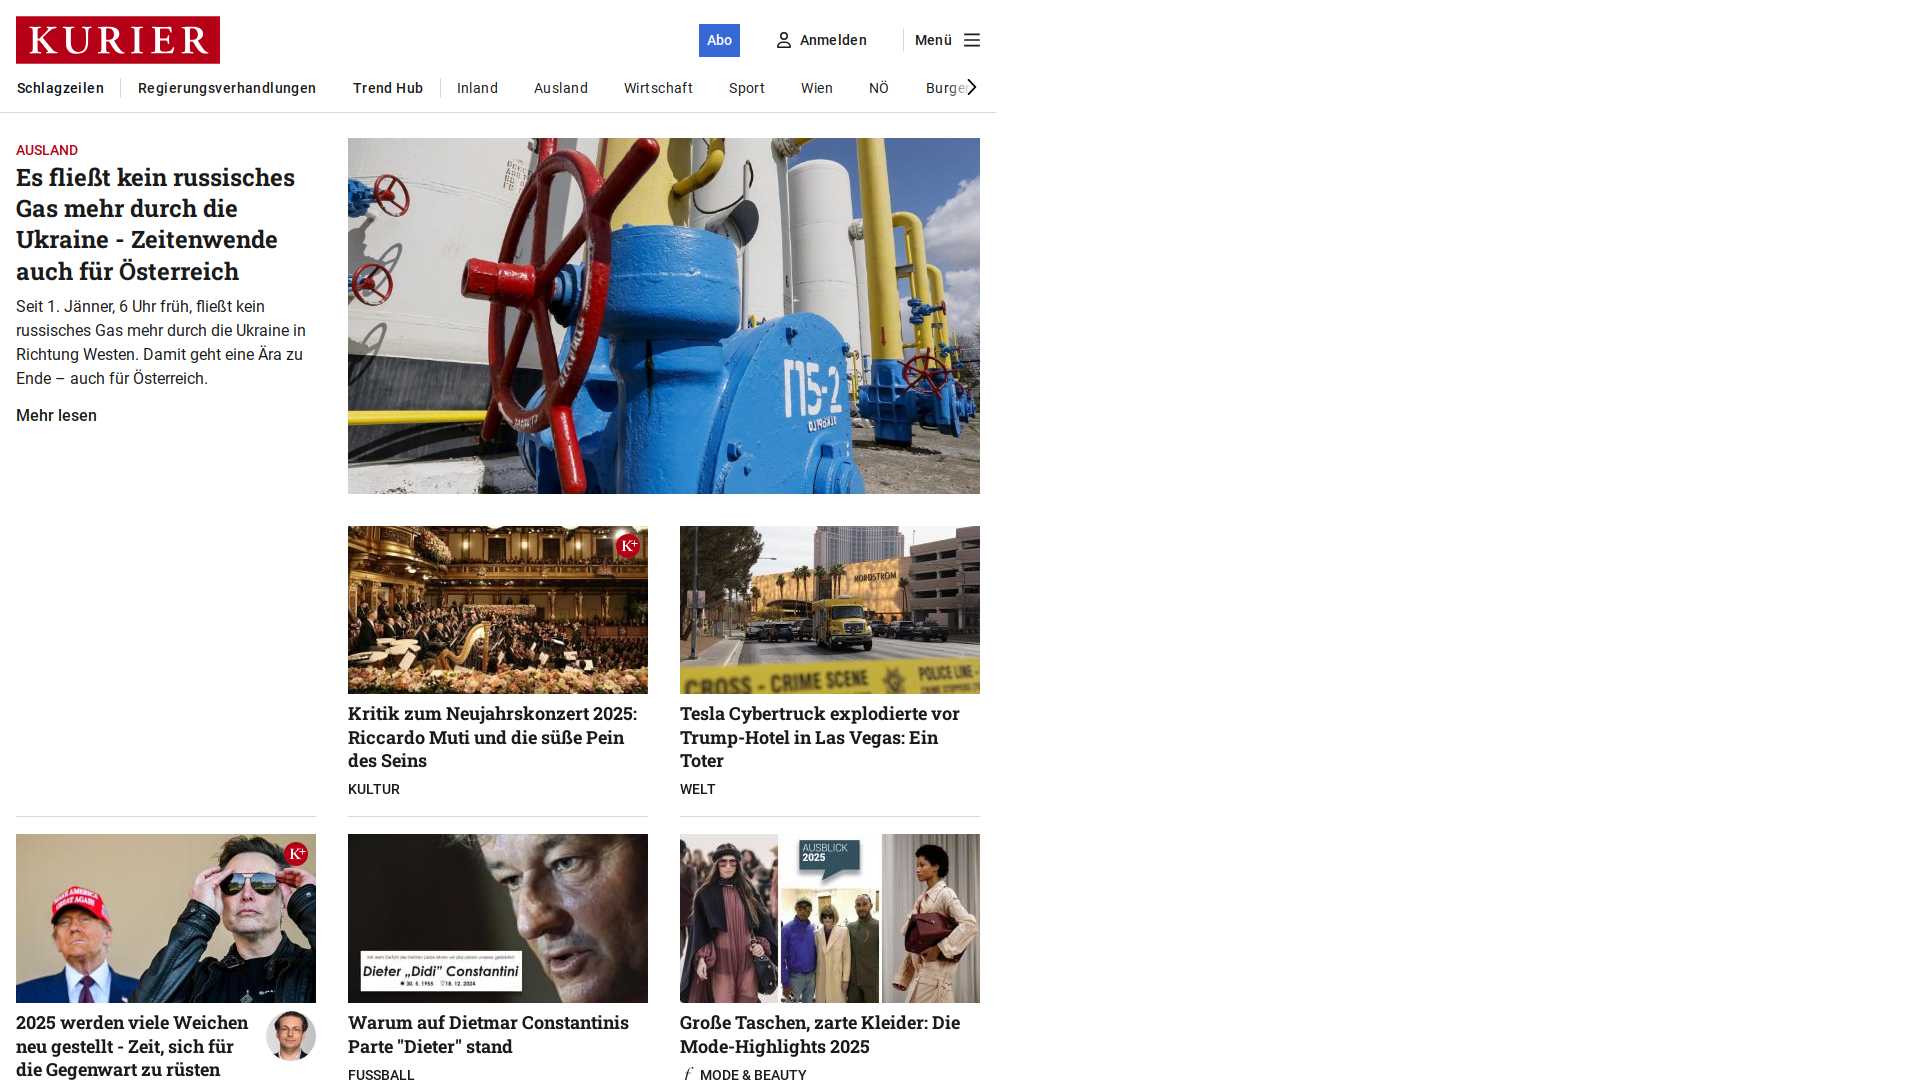 KURIER
Abo
Anmelden
Menü
Schlagzeilen
Regierungsverhandlungen
Trend Hub
Inland
Ausland
Wirtschaft
Sport
Wien
NÖ
AUSLAND
Es fließt kein russisches
Gas mehr durch die
Ukraine - Zeitenwende
auch für Österreich
Seit 1. Jänner, 6 Uhr früh, fließt kein
russisches Gas mehr durch die Ukraine in
Richtung Westen. Damit geht eine Ära zu
Ende – auch für Österreich.
Mehr lesen
П5-2
K+
NORDSTROM
CROSS - CRIME SCENE
POLICE LINE -
Kritik zum Neujahrskonzert 2025:
Riccardo Muti und die süße Pein
des Seins
KULTUR
Tesla Cybertruck explodierte vor
Trump-Hotel in Las Vegas: Ein
Toter
WELT
K+
MAKE AMERICA
GREAT AGAIN
Dieter „Didi" Constantini
AUSBLICK
2025
2025 werden viele Weichen
neu gestellt - Zeit, sich für
die Gegenwart zu rüsten
Warum auf Dietmar Constantinis
Parte "Dieter" stand
FUSSBALL
Große Taschen, zarte Kleider: Die
Mode-Highlights 2025
f MODE & BEAUTY